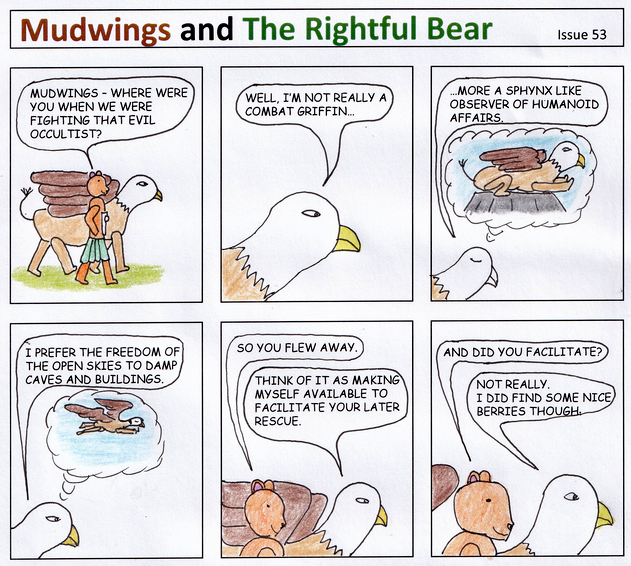 Mudwings and The Rightful Bear
Issue 53
MUDWINGS - WHERE WERE
YOU WHEN WE WERE
FIGHTING THAT EVIL
OCCULTIST?
WELL, I'M NOT REALLY A
COMBAT GRIFFIN...
...MORE A SPHYNX LIKE
OBSERVER OF HUMANOID
AFFAIRS.
I PREFER THE FREEDOM OF
THE OPEN SKIES TO DAMP
CAVES AND BUILDINGS.
SO YOU FLEW AWAY.
THINK OF IT AS MAKING
MYSELF AVAILABLE TO
FACILITATE YOUR LATER
RESCUE.
AND DID YOU FACILITATE?
NOT REALLY.
I DID FIND SOME NICE
BERRIES THOUGH.